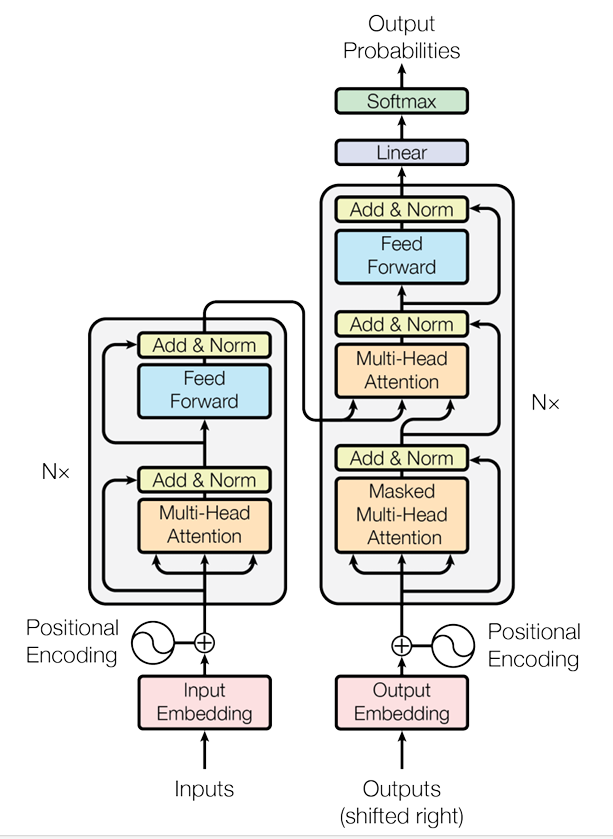 Output
Probabilities
Softmax
Linear
Add & Norm
Feed
Forward
Add & Norm
Multi-Head
Attention
Add & Norm
Masked
Multi-Head
Attention
N×
Positional
Encoding
Output
Embedding
Outputs
(shifted right)
Add & Norm
Feed
Forward
Add & Norm
Multi-Head
Attention
N×
Positional
Encoding
Input
Embedding
Inputs